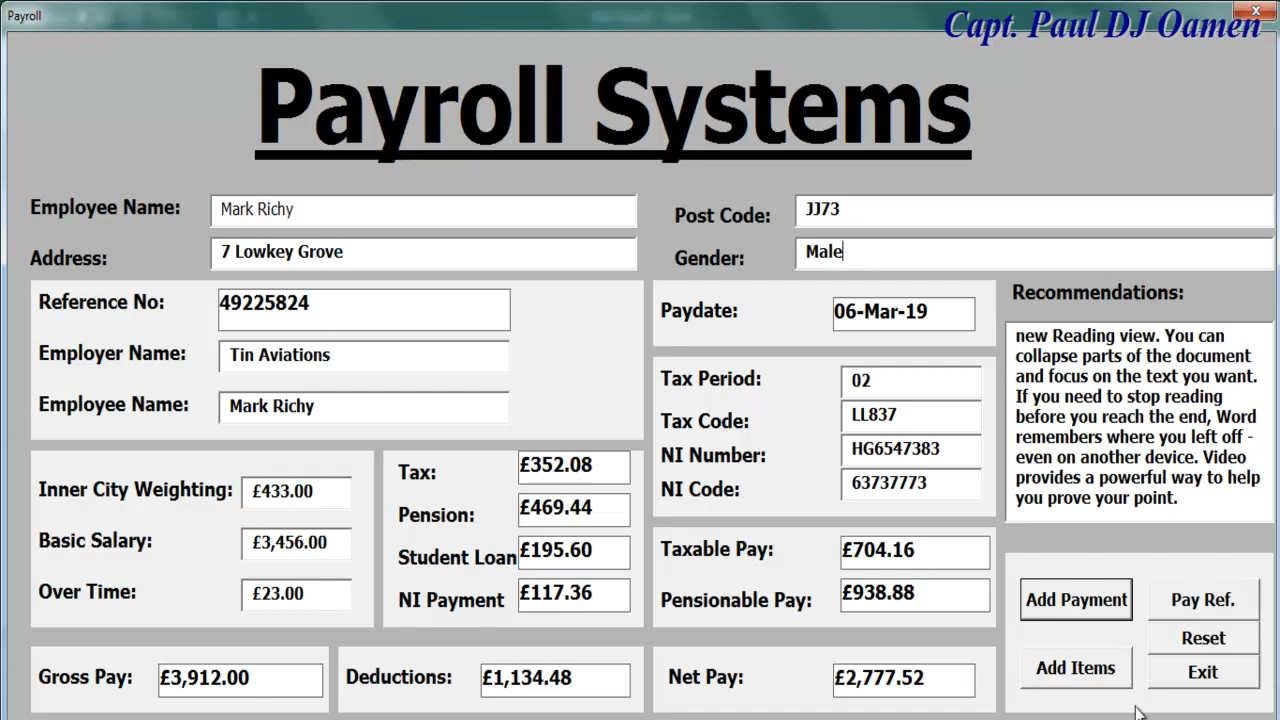 Payroll
Capt. Paul DJ Oamen
Payroll Systems
Employee Name: Mark Richy
Post Code: JJ73
Address: 7 Lowkey Grove
Gender: Male
Reference No: 49225824
Employer Name: Tin Aviations
Employee Name: Mark Richy
Paydate: 06-Mar-19
Tax Period: 02
Tax Code: LL837
NI Number: HG6547383
NI Code: 63737773
Recommendations:
new Reading view. You can
collapse parts of the document
and focus on the text you want.
If you need to stop reading
before you reach the end, Word
remembers where you left off -
even on another device. Video
provides a powerful way to help
you prove your point.
Inner City Weighting: £433.00
Basic Salary: £3,456.00
Over Time: £23.00
Tax: £352.08
Pension: £469.44
Student Loan £195.60
NI Payment £117.36
Taxable Pay: £704.16
Pensionable Pay: £938.88
Add Payment
Pay Ref.
Reset
Add Items
Exit
Gross Pay: £3,912.00
Deductions: £1,134.48
Net Pay: £2,777.52